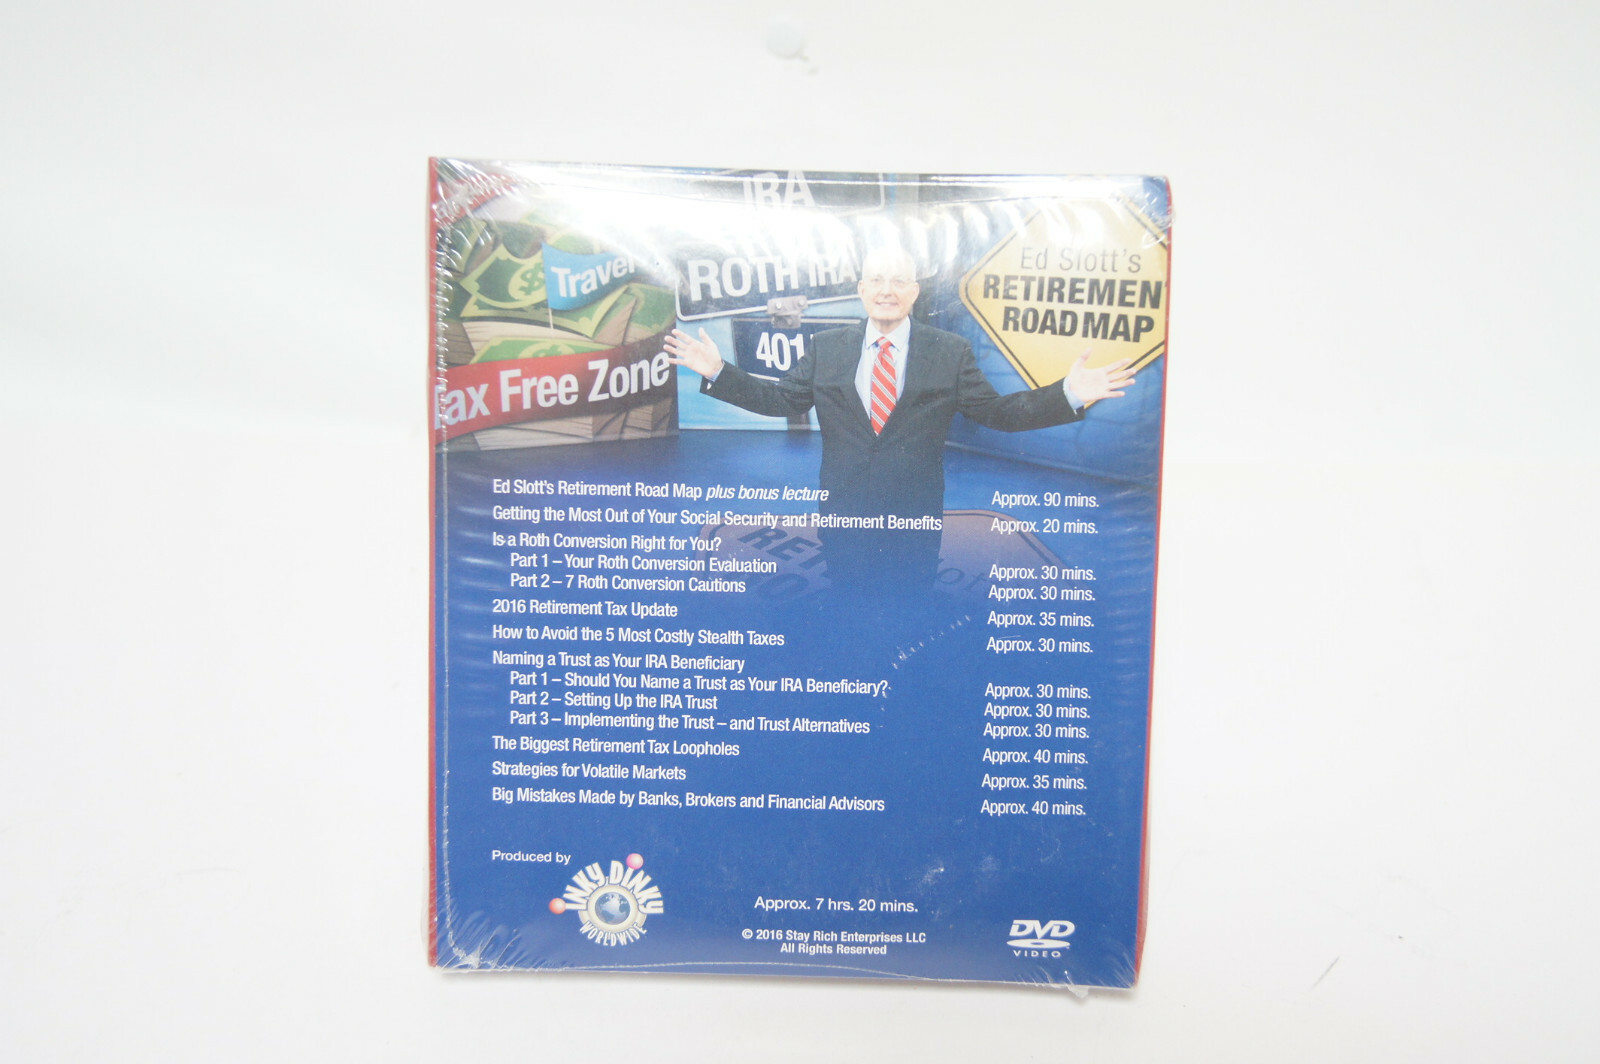 IRA
Travel
ROTH IRA
401
Tax Free Zone
Ed Slott's
RETIREMEN
ROAD MAP
Ed Slott's Retirement Road Map plus bonus lecture Approx. 90 mins.
Getting the Most Out of Your Social Security and Retirement Benefits Approx. 20 mins.
Is a Roth Conversion Right for You?
Part 1 – Your Roth Conversion Evaluation Approx. 30 mins.
Part 2 – 7 Roth Conversion Cautions Approx. 30 mins.
2016 Retirement Tax Update Approx. 35 mins.
How to Avoid the 5 Most Costly Stealth Taxes Approx. 30 mins.
Naming a Trust as Your IRA Beneficiary
Part 1 – Should You Name a Trust as Your IRA Beneficiary? Approx. 30 mins.
Part 2 – Setting Up the IRA Trust Approx. 30 mins.
Part 3 – Implementing the Trust – and Trust Alternatives Approx. 30 mins.
The Biggest Retirement Tax Loopholes Approx. 40 mins.
Strategies for Volatile Markets Approx. 35 mins.
Big Mistakes Made by Banks, Brokers and Financial Advisors Approx. 40 mins.
Produced by
INKY DINKY
WORLDWIDE
Approx. 7 hrs. 20 mins.
© 2016 Stay Rich Enterprises LLC
All Rights Reserved
DVD
VIDEO